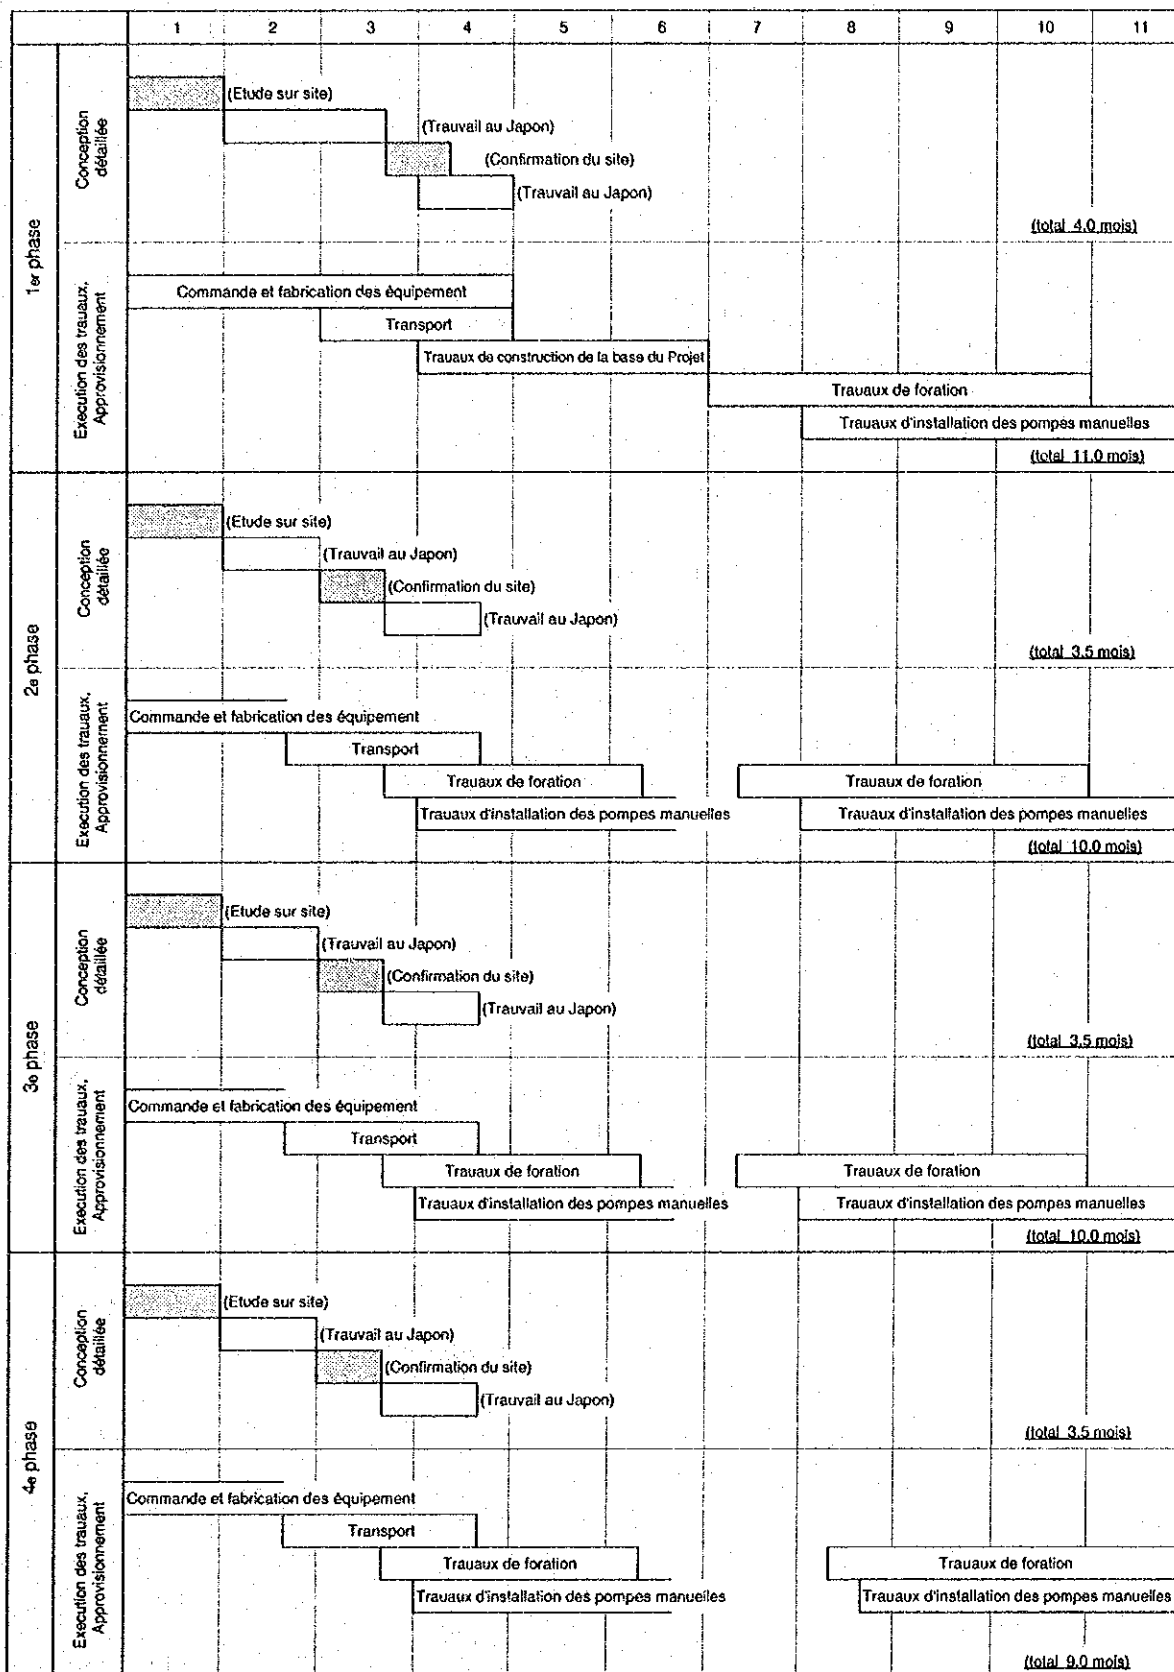 1 2 3 4 5 6 7 8 9 10 11
1er phase
Conception
détaillée
(Etude sur site)
(Trauvail au Japon)
(Confirmation du site)
(Trauvail au Japon)
(total 4.0 mois)
Execution des trauaux,
Approvisionnement
Commande et fabrication des équipement
Transport
Trauaux de construction de la base du Projet
Trauaux de foration
Trauaux d'installation des pompes manuelles
(total 11.0 mois)
2e phase
Conception
détaillée
(Etude sur site)
(Trauvail au Japon)
(Confirmation du site)
(Trauvail au Japon)
(total 3.5 mois)
Execution des trauaux,
Approvisionnement
Commande et fabrication des équipement
Transport
Trauaux de foration Trauaux de foration
Trauaux d'installation des pompes manuelles Trauaux d'installation des pompes manuelles
(total 10.0 mois)
3e phase
Conception
détaillée
(Etude sur site)
(Trauvail au Japon)
(Confirmation du site)
(Trauvail au Japon)
(total 3.5 mois)
Execution des trauaux,
Approvisionnement
Commande et fabrication des équipement
Transport
Trauaux de foration Trauaux de foration
Trauaux d'installation des pompes manuelles Trauaux d'installation des pompes manuelles
(total 10.0 mois)
4e phase
Conception
détaillée
(Etude sur site)
(Trauvail au Japon)
(Confirmation du site)
(Trauvail au Japon)
(total 3.5 mois)
Execution des trauaux,
Approvisionnement
Commande et fabrication des équipement
Transport
Trauaux de foration Trauaux de foration
Trauaux d'installation des pompes manuelles Trauaux d'installation des pompes manuelles
(total 9.0 mois)